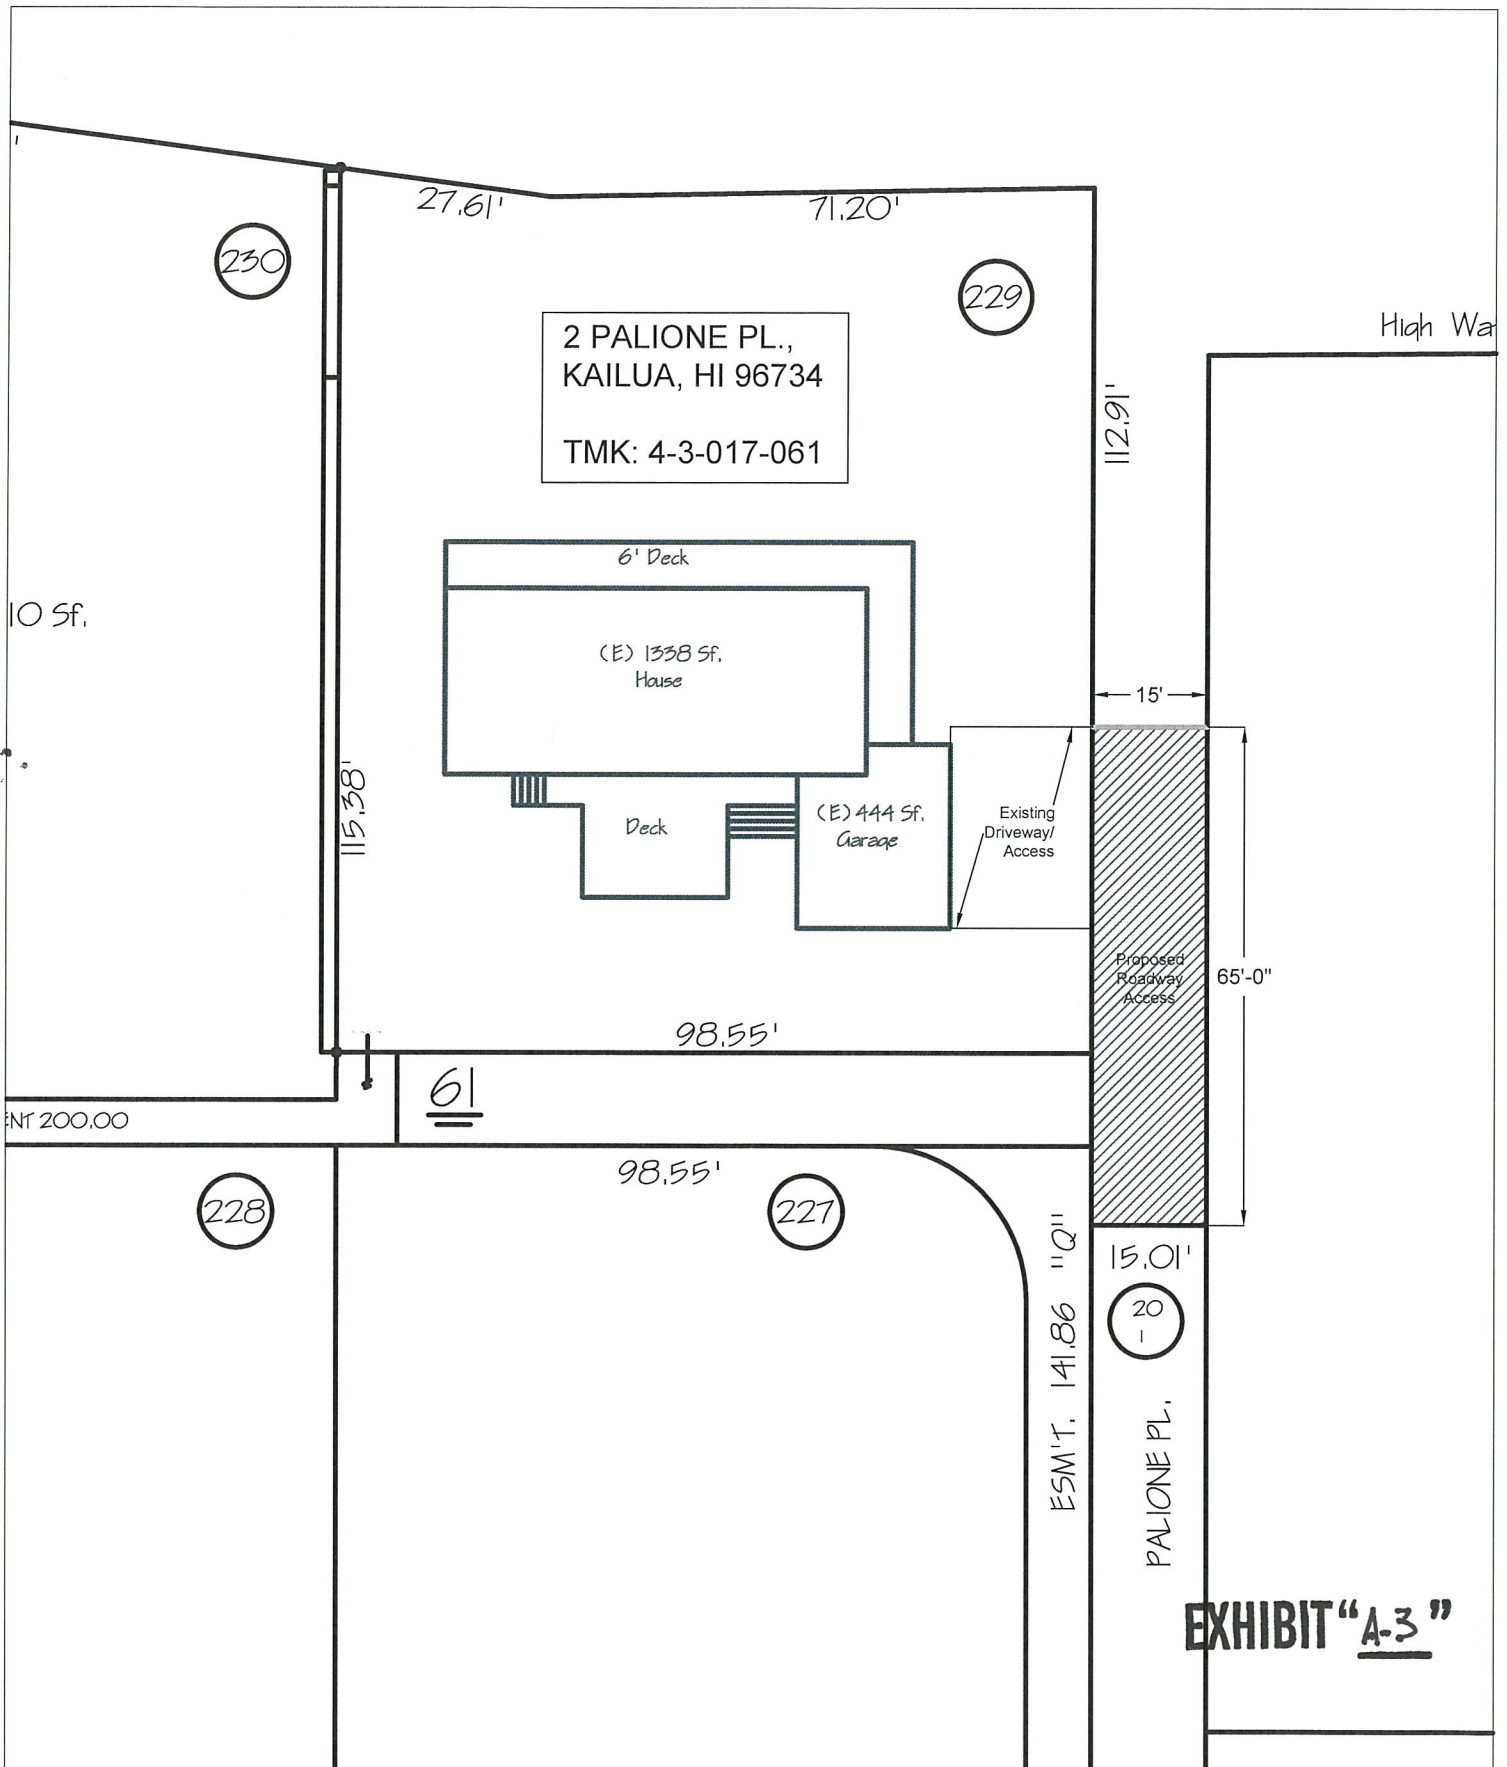 27.61'
71.20'
230
229
High Wa
2 PALIONE PL.,
KAILUA, HI 96734
TMK: 4-3-017-061
112.91'
6' Deck
10 Sf.
(E) 1338 Sf.
House
15'
115.38'
Deck
(E) 444 Sf.
Garage
Existing
Driveway/
Access
Proposed
Roadway
Access
65'-0"
98.55'
61
ENT 200.00
98.55'
228
227
ESM'T. 141.86 "Q"
15.01'
20
1
PALIONE PL.
EXHIBIT "A-3"